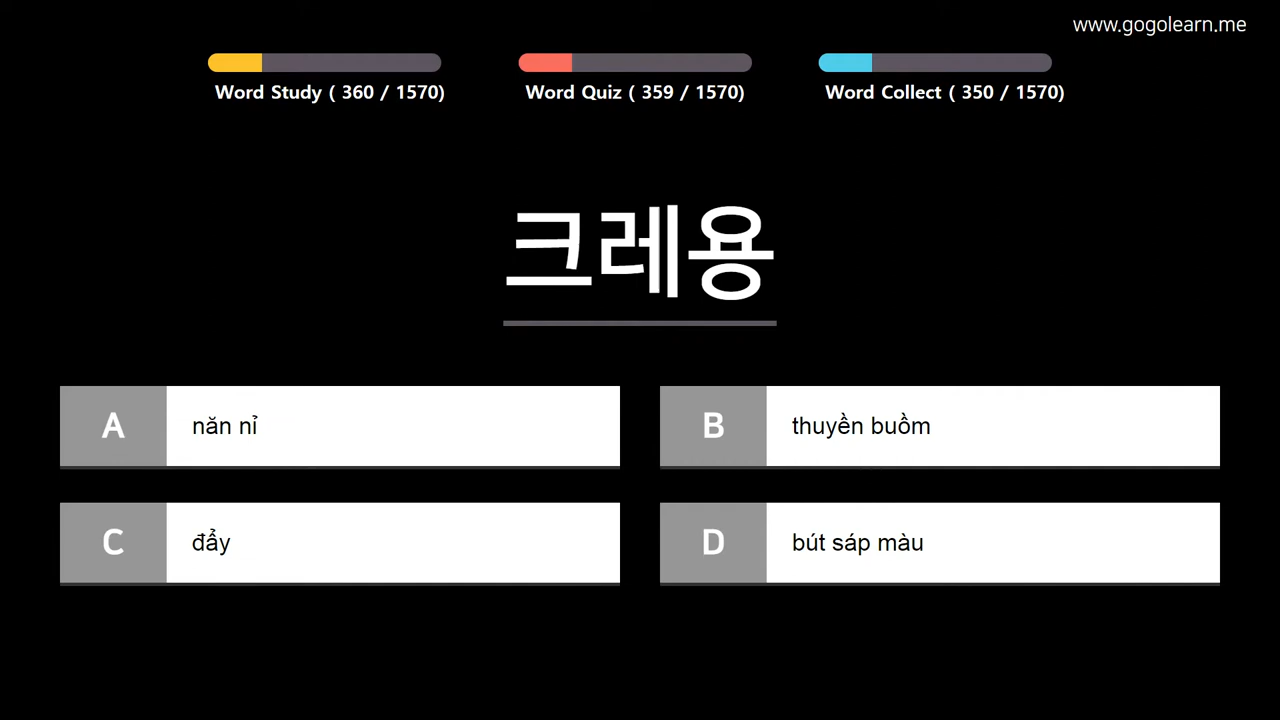 www.gogolearn.me
Word Study ( 360 / 1570)
Word Quiz ( 359 / 1570)
Word Collect ( 350 / 1570)
크레용
A
năn nỉ
B
thuyền buồm
C
đẩy
D
bút sáp màu